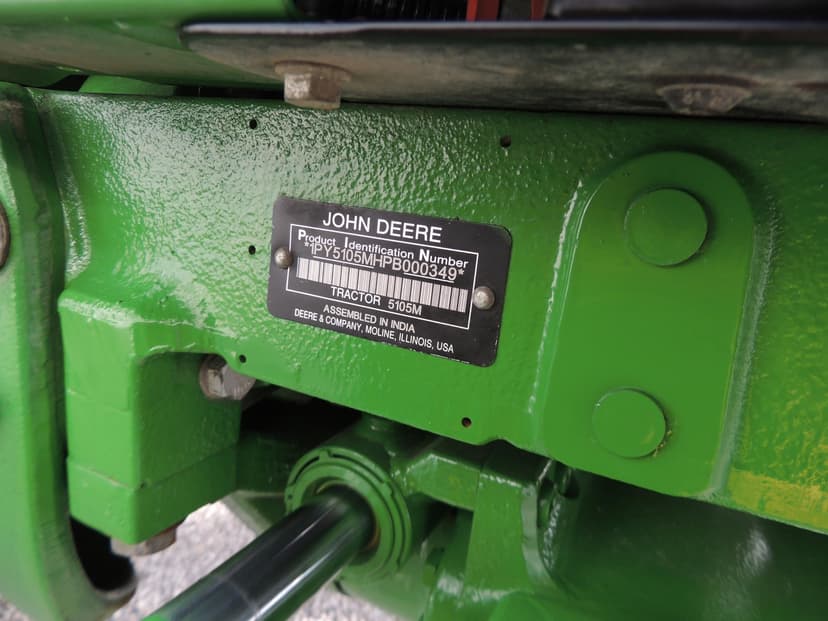 JOHN DEERE
Product Identification Number
*1PY5105MHPB000349*
TRACTOR 5105M
ASSEMBLED IN INDIA
DEERE & COMPANY, MOLINE, ILLINOIS, USA